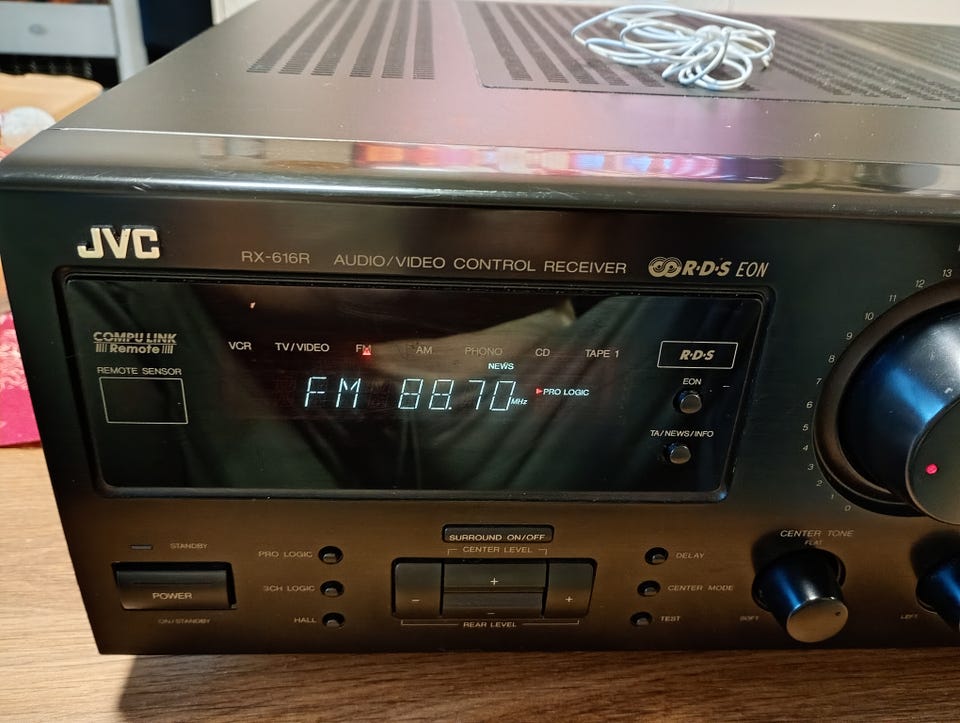 JVC
RX-616R AUDIO/VIDEO CONTROL RECEIVER R·D·S EON
COMPU LINK
Remote
REMOTE SENSOR
VCR TV/VIDEO FM AM PHONO CD TAPE 1
NEWS
FM 88.70 MHz
PRO LOGIC
R·D·S
EON
TA/NEWS/INFO
13
12
11
10
9
8
7
6
5
4
3
2
1
0
STANDBY
POWER
ON/STANDBY
SURROUND ON/OFF
CENTER LEVEL
PRO LOGIC
3CH LOGIC
HALL
– + – +
REAR LEVEL
DELAY
CENTER MODE
TEST
CENTER TONE
FLAT
SOFT
LEFT